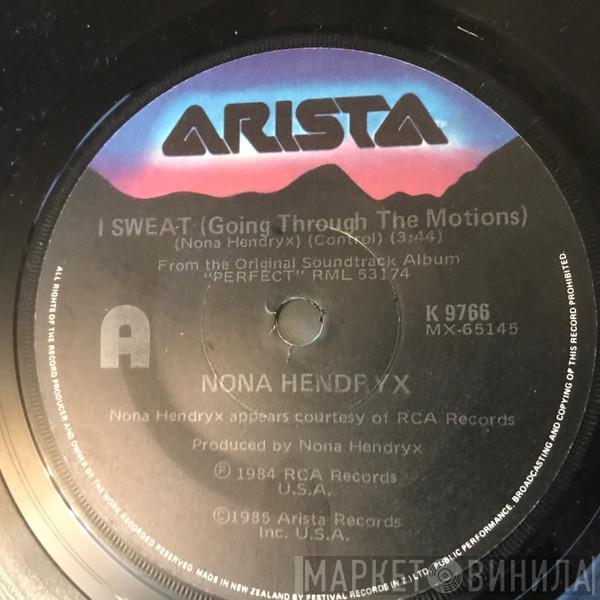 ARISTA
I SWEAT (Going Through The Motions)
(Nona Hendryx) (Control) (3:44)
From the Original Soundtrack Album
"PERFECT" RML 53174
K 9766
MX-65145
A
NONA HENDRYX
Nona Hendryx appears courtesy of RCA Records
Produced by Nona Hendryx
Ⓟ 1984 RCA Records
U.S.A.
©1985 Arista Records
Inc. U.S.A.
ALL RIGHTS OF THE RECORD PRODUCER AND OWNER OF THE WORK RECORDED RESERVED. MADE IN NEW ZEALAND BY FESTIVAL RECORDS (N.Z.) LTD., PUBLIC PERFORMANCE, BROADCASTING AND COPYING OF THIS RECORD PROHIBITED.
МАРКЕТ ВИНИЛА